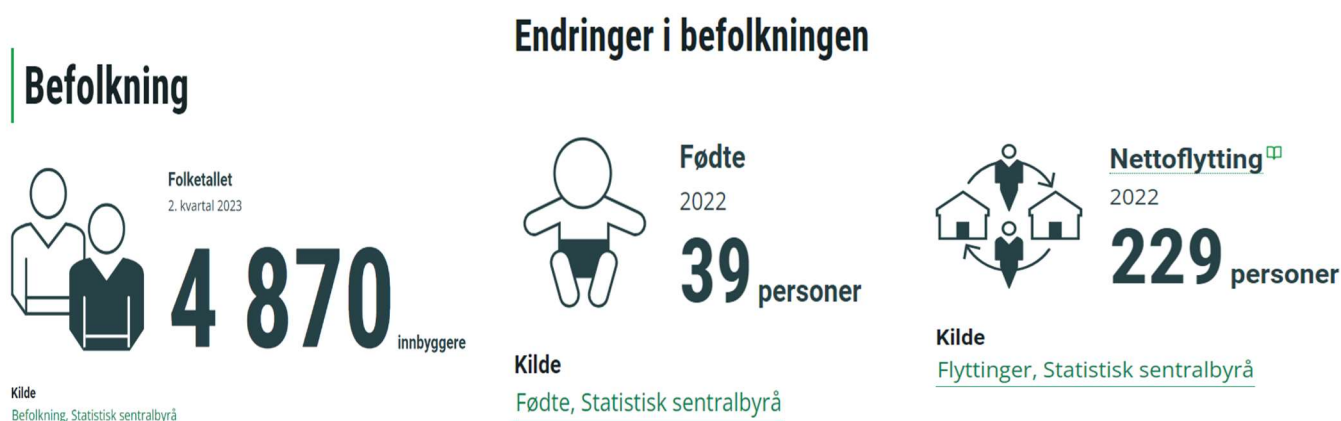 Befolkning
Folketallet
2. kvartal 2023
4 870 innbyggere
Kilde
Befolkning, Statistisk sentralbyrå
Endringer i befolkningen
Fødte
2022
39 personer
Kilde
Fødte, Statistisk sentralbyrå
Nettoflytting
2022
229 personer
Kilde
Flyttinger, Statistisk sentralbyrå